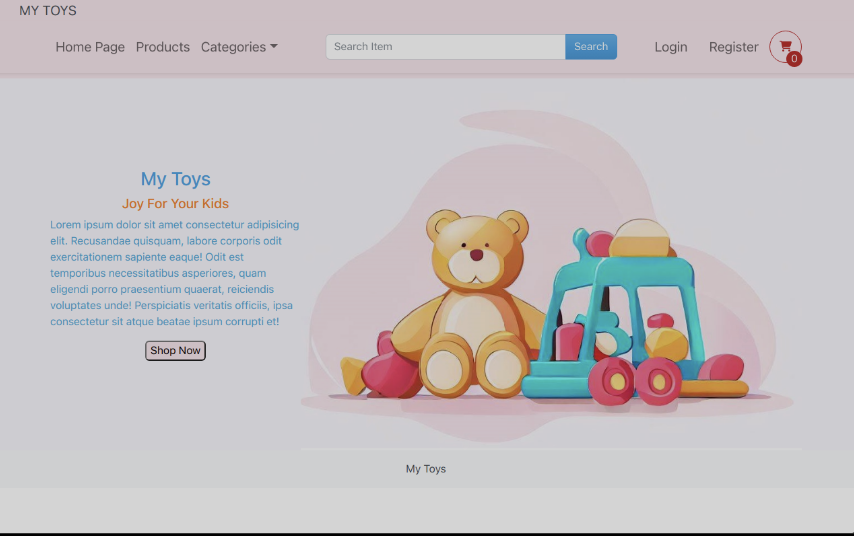 MY TOYS
Home Page Products Categories Search Item Search Login Register 0
My Toys
Joy For Your Kids
Lorem ipsum dolor sit amet consectetur adipisicing
elit. Recusandae quisquam, labore corporis odit
exercitationem sapiente eaque! Odit est
temporibus necessitatibus asperiores, quam
eligendi porro praesentium quaerat, reiciendis
voluptates unde! Perspiciatis veritatis officiis, ipsa
consectetur sit atque beatae ipsum corrupti et!
Shop Now
My Toys